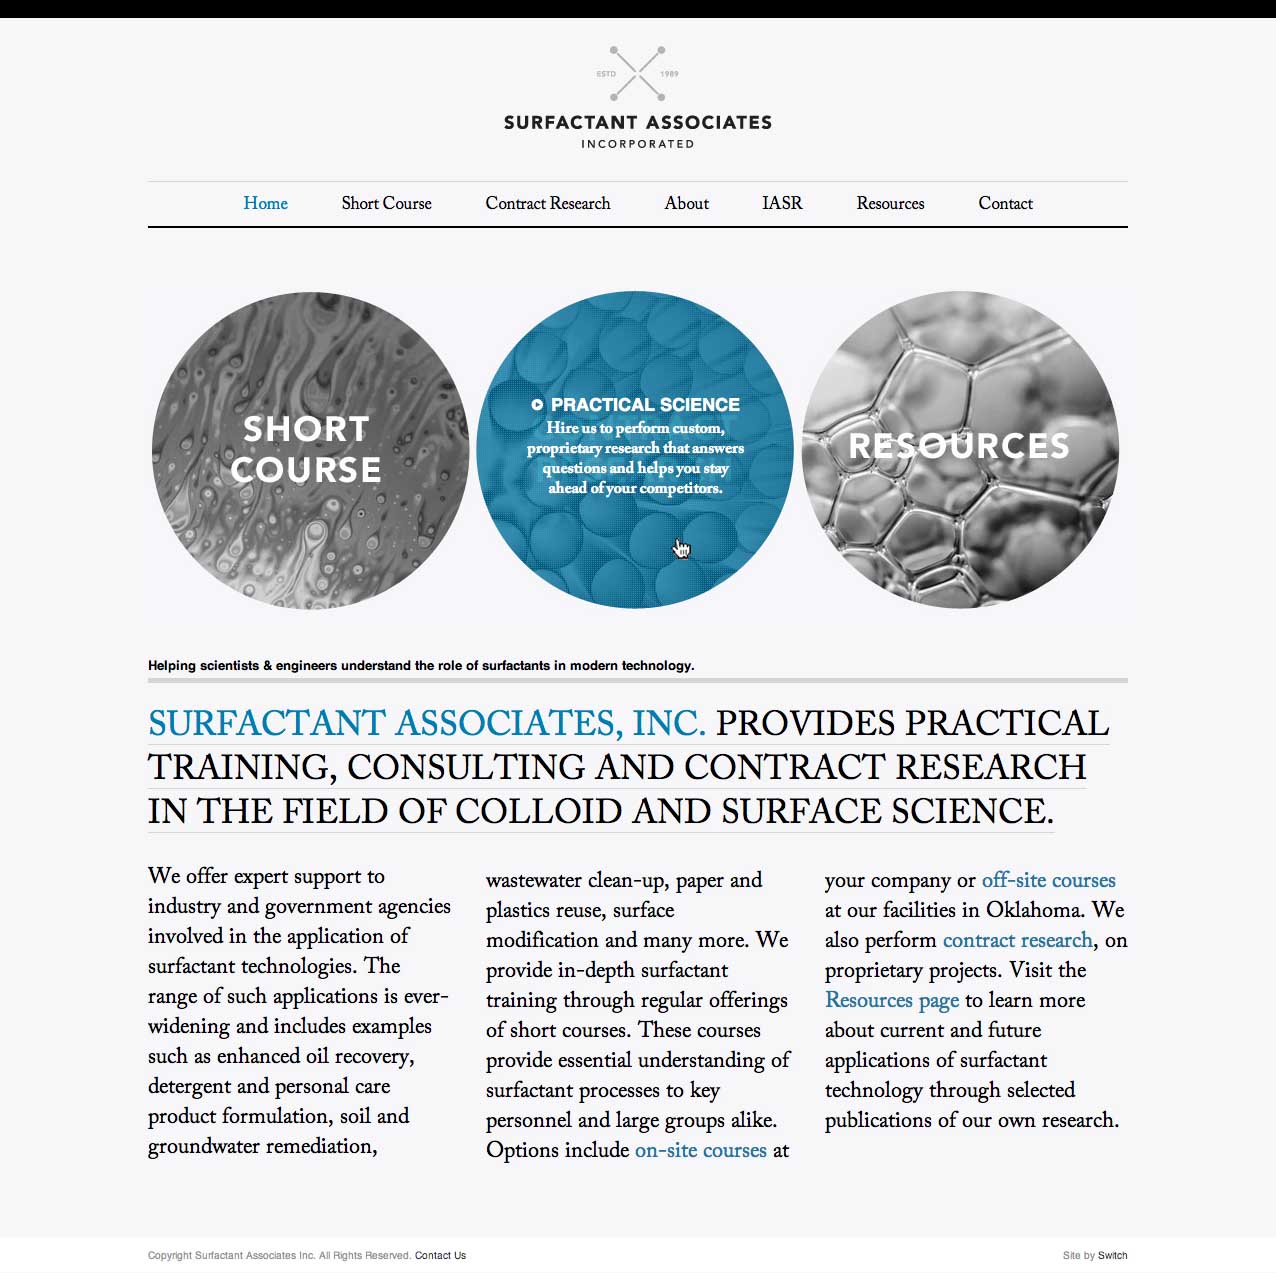 ESTD 1989
SURFACTANT ASSOCIATES
INCORPORATED
Home Short Course Contract Research About IASR Resources Contact
SHORT
COURSE
PRACTICAL SCIENCE
Hire us to perform custom,
proprietary research that answers
questions and helps you stay
ahead of your competitors.
RESOURCES
Helping scientists & engineers understand the role of surfactants in modern technology.
SURFACTANT ASSOCIATES, INC. PROVIDES PRACTICAL
TRAINING, CONSULTING AND CONTRACT RESEARCH
IN THE FIELD OF COLLOID AND SURFACE SCIENCE.
We offer expert support to
industry and government agencies
involved in the application of
surfactant technologies. The
range of such applications is ever-
widening and includes examples
such as enhanced oil recovery,
detergent and personal care
product formulation, soil and
groundwater remediation,
wastewater clean-up, paper and
plastics reuse, surface
modification and many more. We
provide in-depth surfactant
training through regular offerings
of short courses. These courses
provide essential understanding of
surfactant processes to key
personnel and large groups alike.
Options include on-site courses at
your company or off-site courses
at our facilities in Oklahoma. We
also perform contract research, on
proprietary projects. Visit the
Resources page to learn more
about current and future
applications of surfactant
technology through selected
publications of our own research.
Copyright Surfactant Associates Inc. All Rights Reserved. Contact Us
Site by Switch